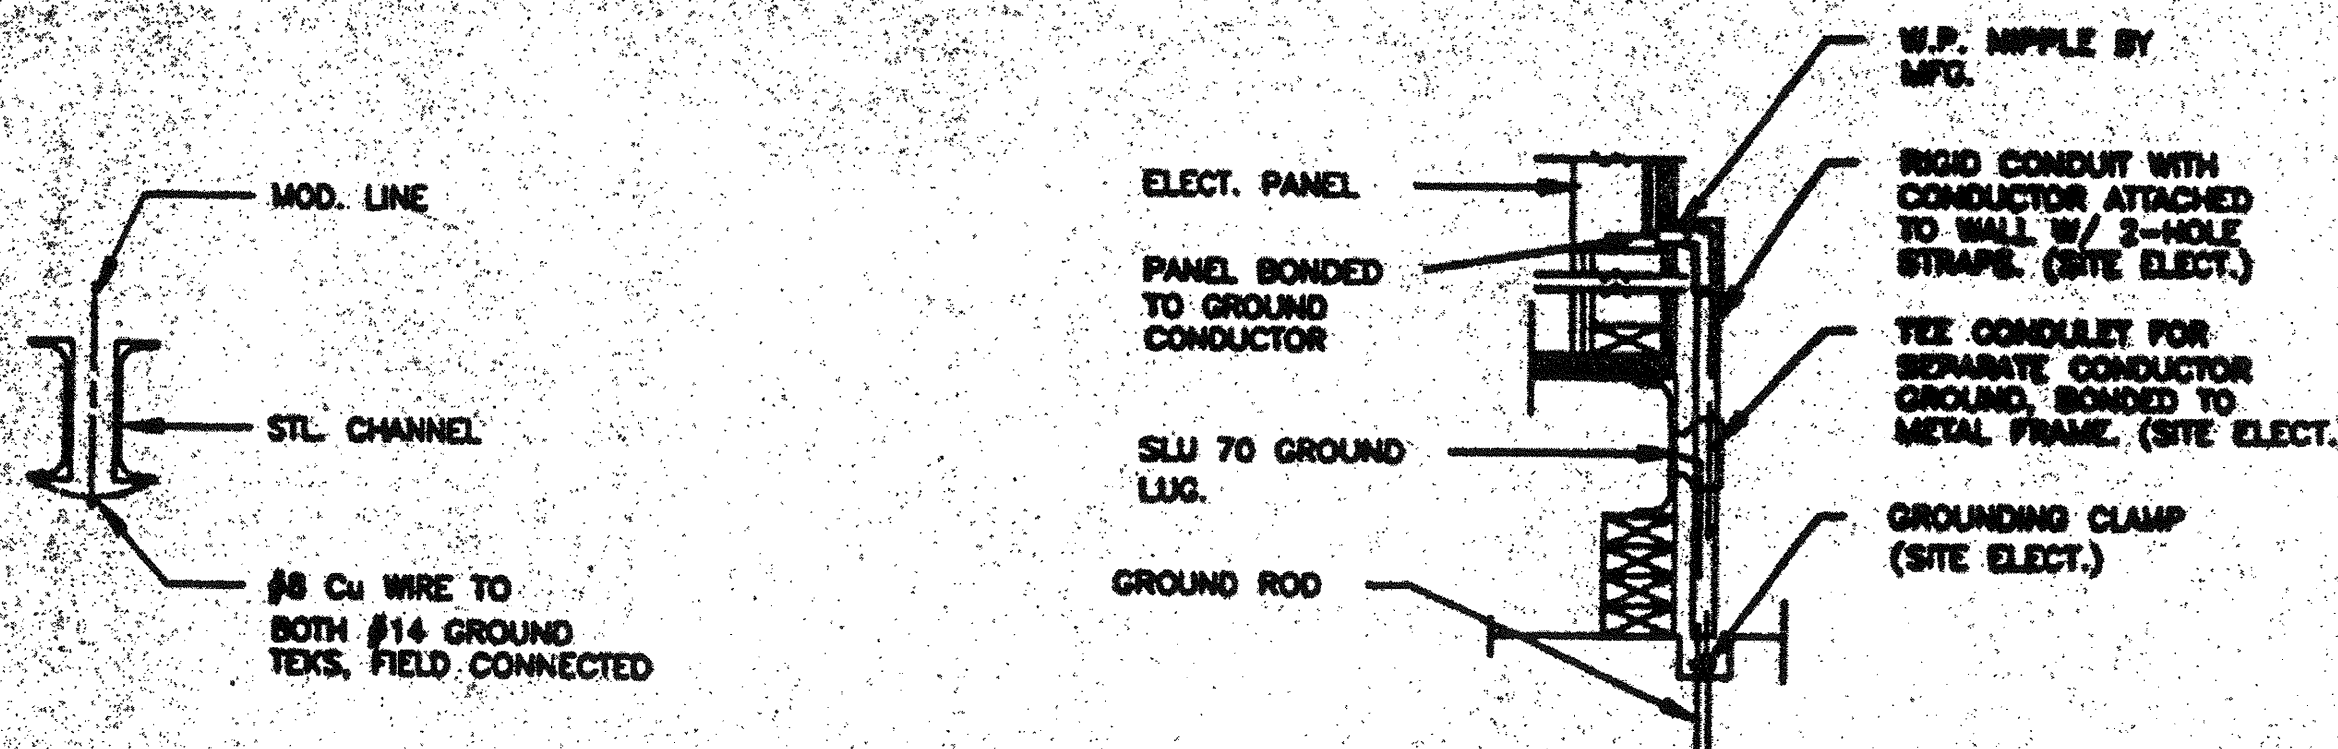 MOD. LINE
STL. CHANNEL
#8 Cu WIRE TO
BOTH #14 GROUND
TEKS, FIELD CONNECTED
ELECT. PANEL
PANEL BONDED
TO GROUND
CONDUCTOR
SLU 70 GROUND
LUG.
GROUND ROD
W.P. NIPPLE BY
MFG.
RIGID CONDUIT WITH
CONDUCTOR ATTACHED
TO WALL W/ 2-HOLE
STRAPS. (SITE ELECT.)
TEE CONDULET FOR
SEPARATE CONDUCTOR
GROUND, BONDED TO
METAL FRAME. (SITE ELECT.
GROUNDING CLAMP
(SITE ELECT.)